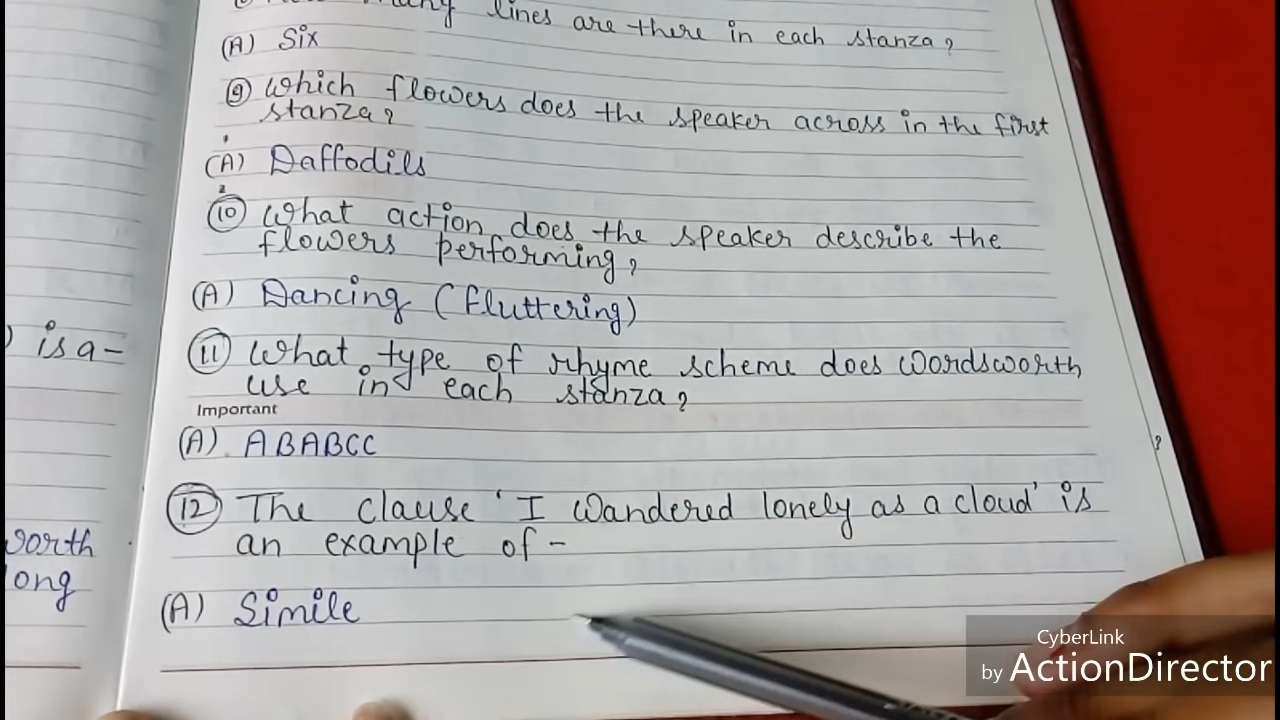 many lines are there in each stanza?
(A) Six
(9) Which flowers does the speaker across in the first
stanza?
(A) Daffodils
(10) What action does the speaker describe the
flowers performing?
(A) Dancing (fluttering)
(11) What type of rhyme scheme does Wordsworth
use in each stanza?
Important
(A) ABABCC
(12) The clause 'I Wandered lonely as a cloud' is
an example of -
(A) Simile
) is a-
worth
long
?
CyberLink
by ActionDirector